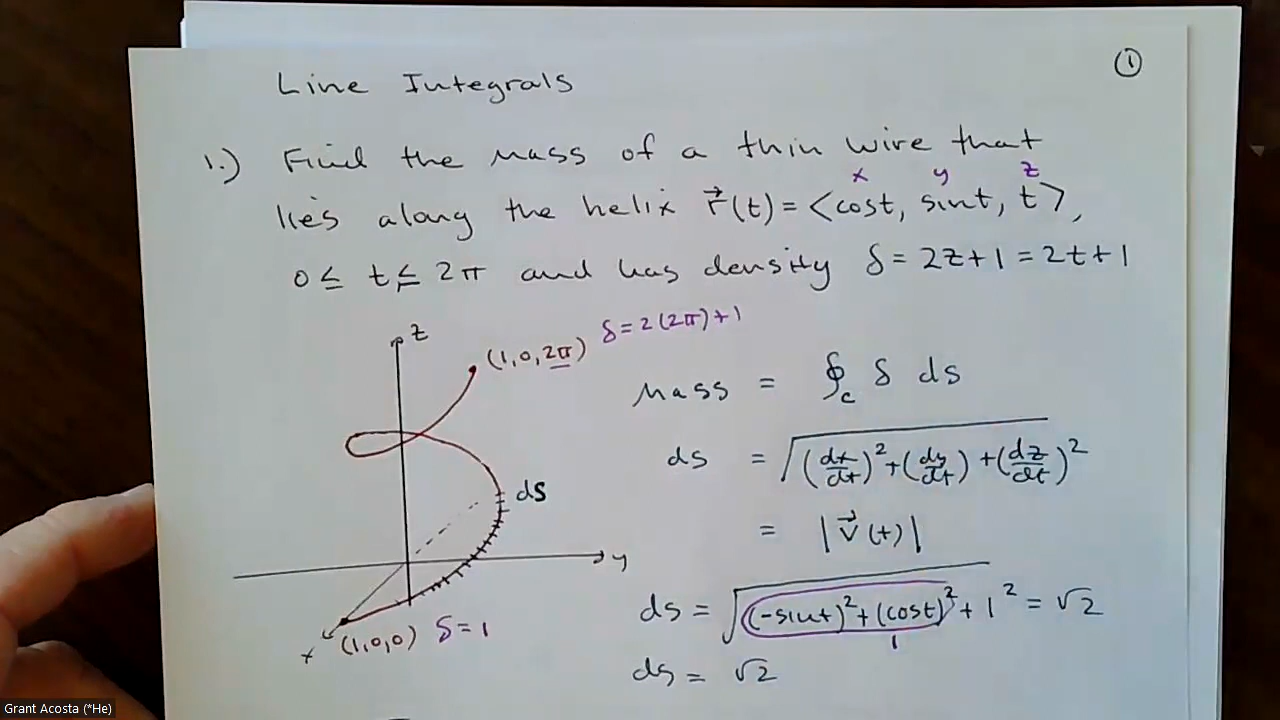 ①
Line Integrals
1.) Find the mass of a thin wire that
lies along the helix r⃗(t) = <cost, sint, t>,
x y z
0 ≤ t ≤ 2π and has density δ = 2z+1 = 2t+1
z
(1,0,2π) δ = 2(2π)+1
Mass = ∮c δ ds
ds = √((dx/dt)² + (dy/dt) + (dz/dt)²
ds
= |v⃗(t)|
y
ds = √((-sint)² + (cost)² + 1² = √2
1
x (1,0,0) δ = 1
ds = √2
Grant Acosta (*He)